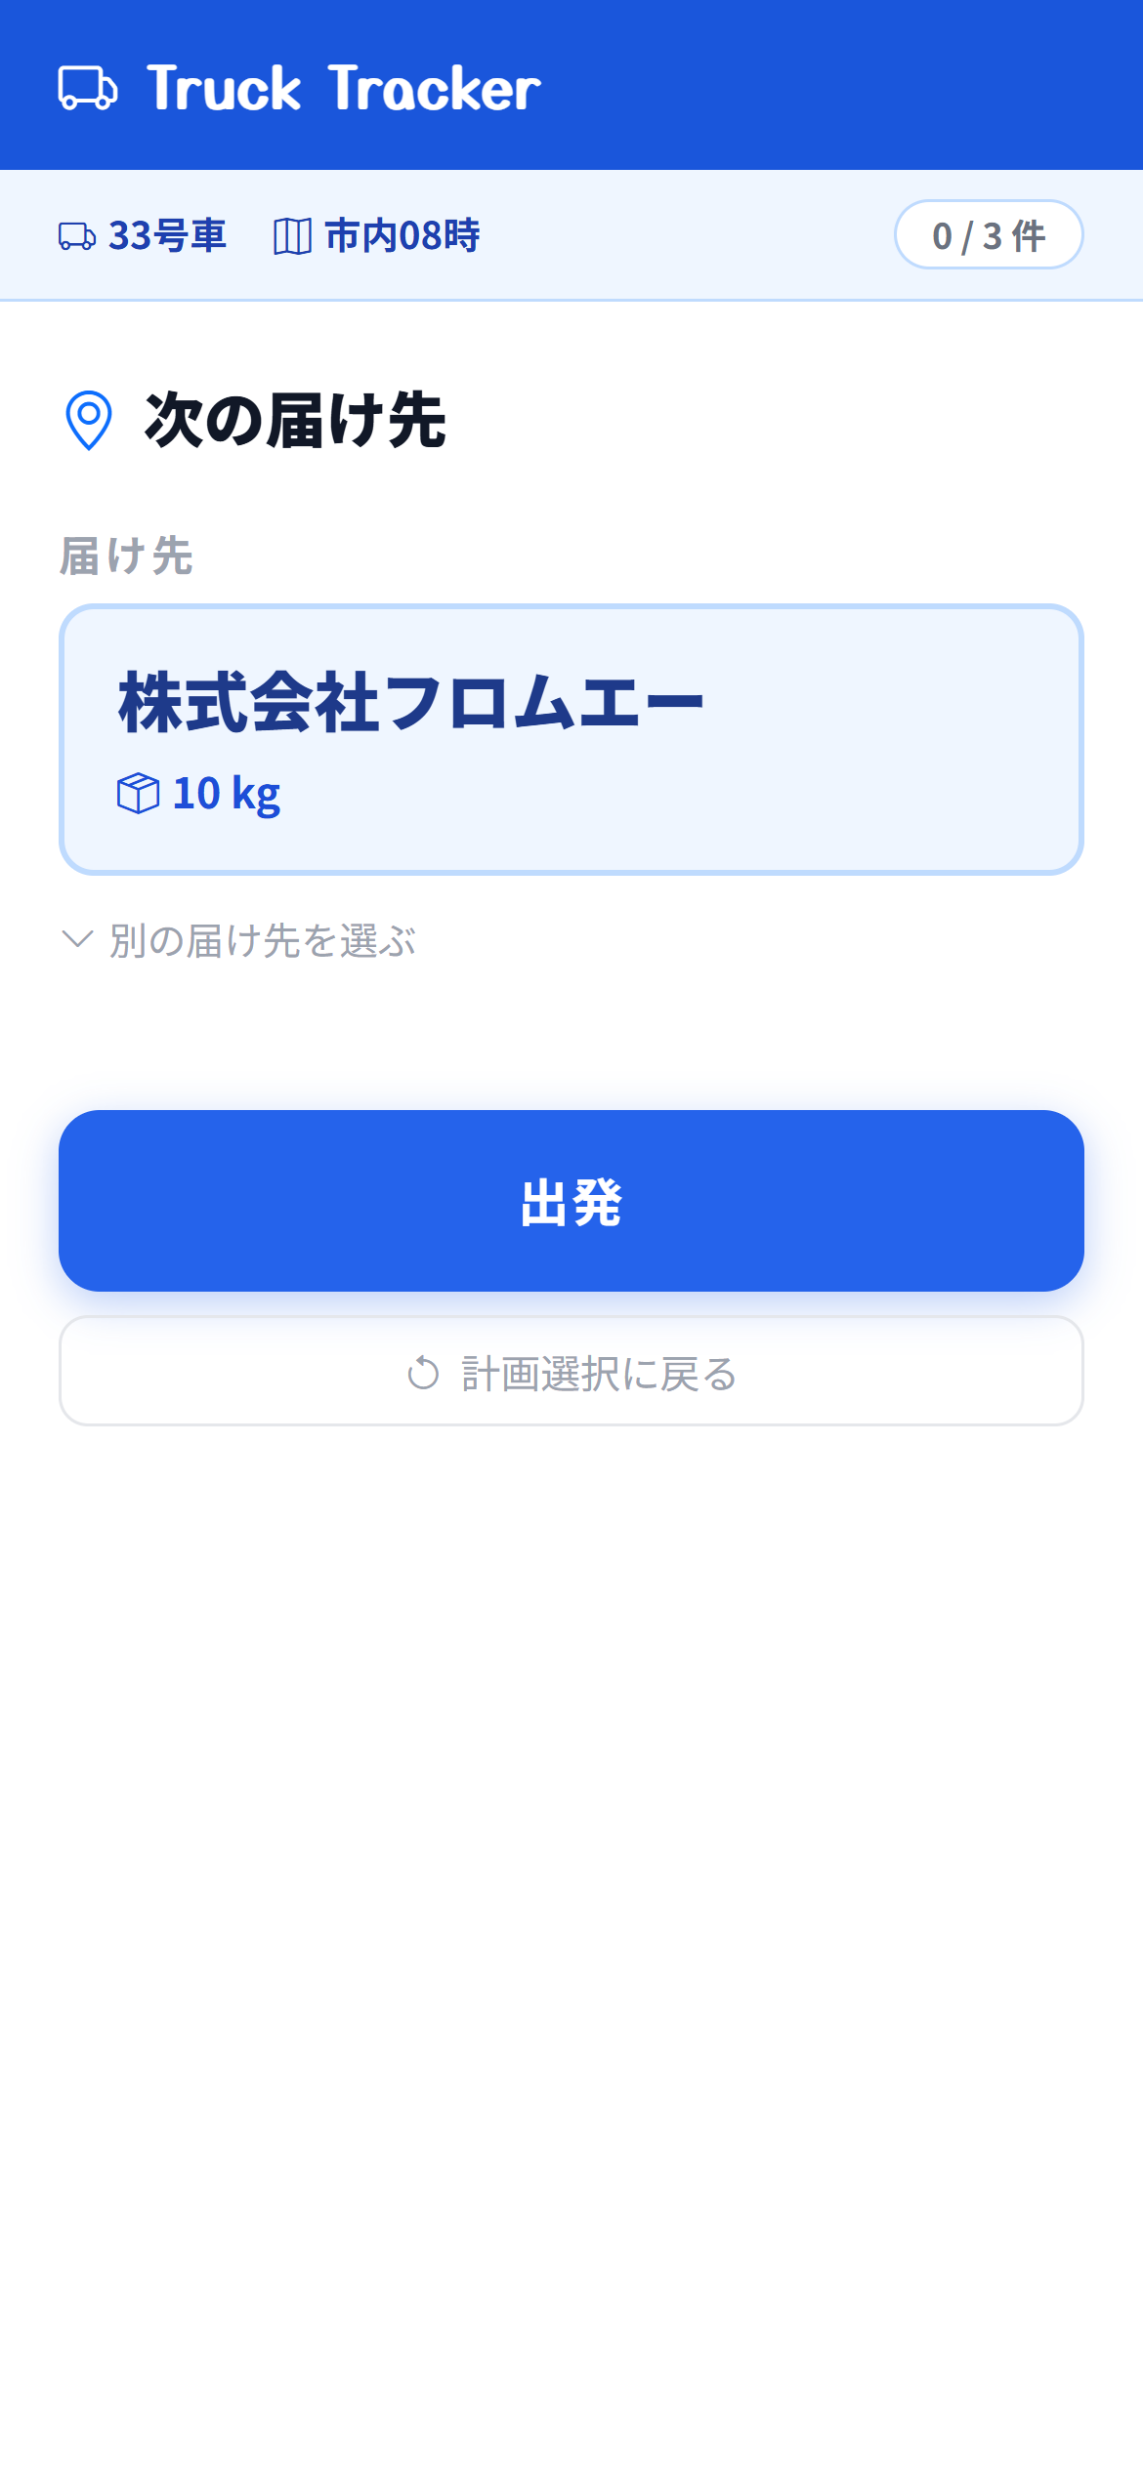 Truck Tracker
33号車 市内08時 0 / 3 件
次の届け先
届け先
株式会社フロムエー
10 kg
別の届け先を選ぶ
出発
計画選択に戻る